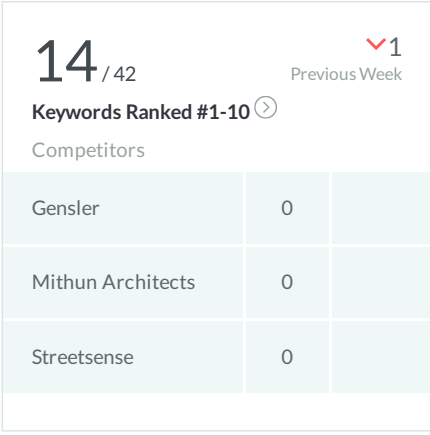 14 / 42
1
Previous Week
Keywords Ranked #1-10
Competitors
Gensler 0
Mithun Architects 0
Streetsense 0